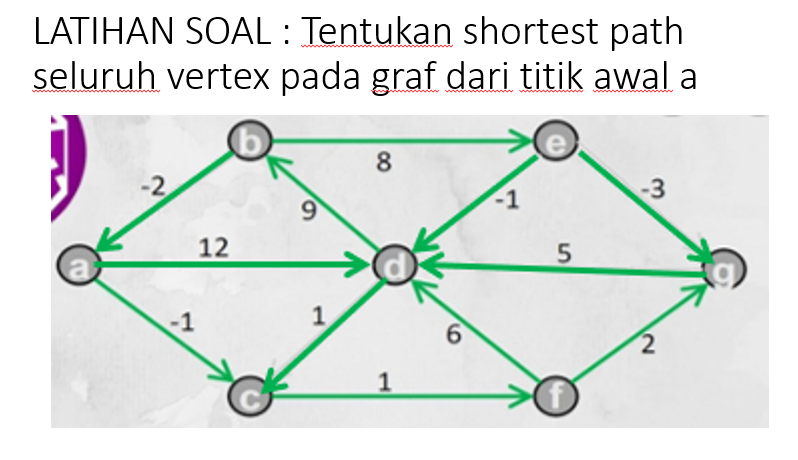 LATIHAN SOAL : Tentukan shortest path
seluruh vertex pada graf dari titik awal a
b
e
8
-2
-3
-1
9
12
5
a
d
g
-1
1
6
2
1
c
f